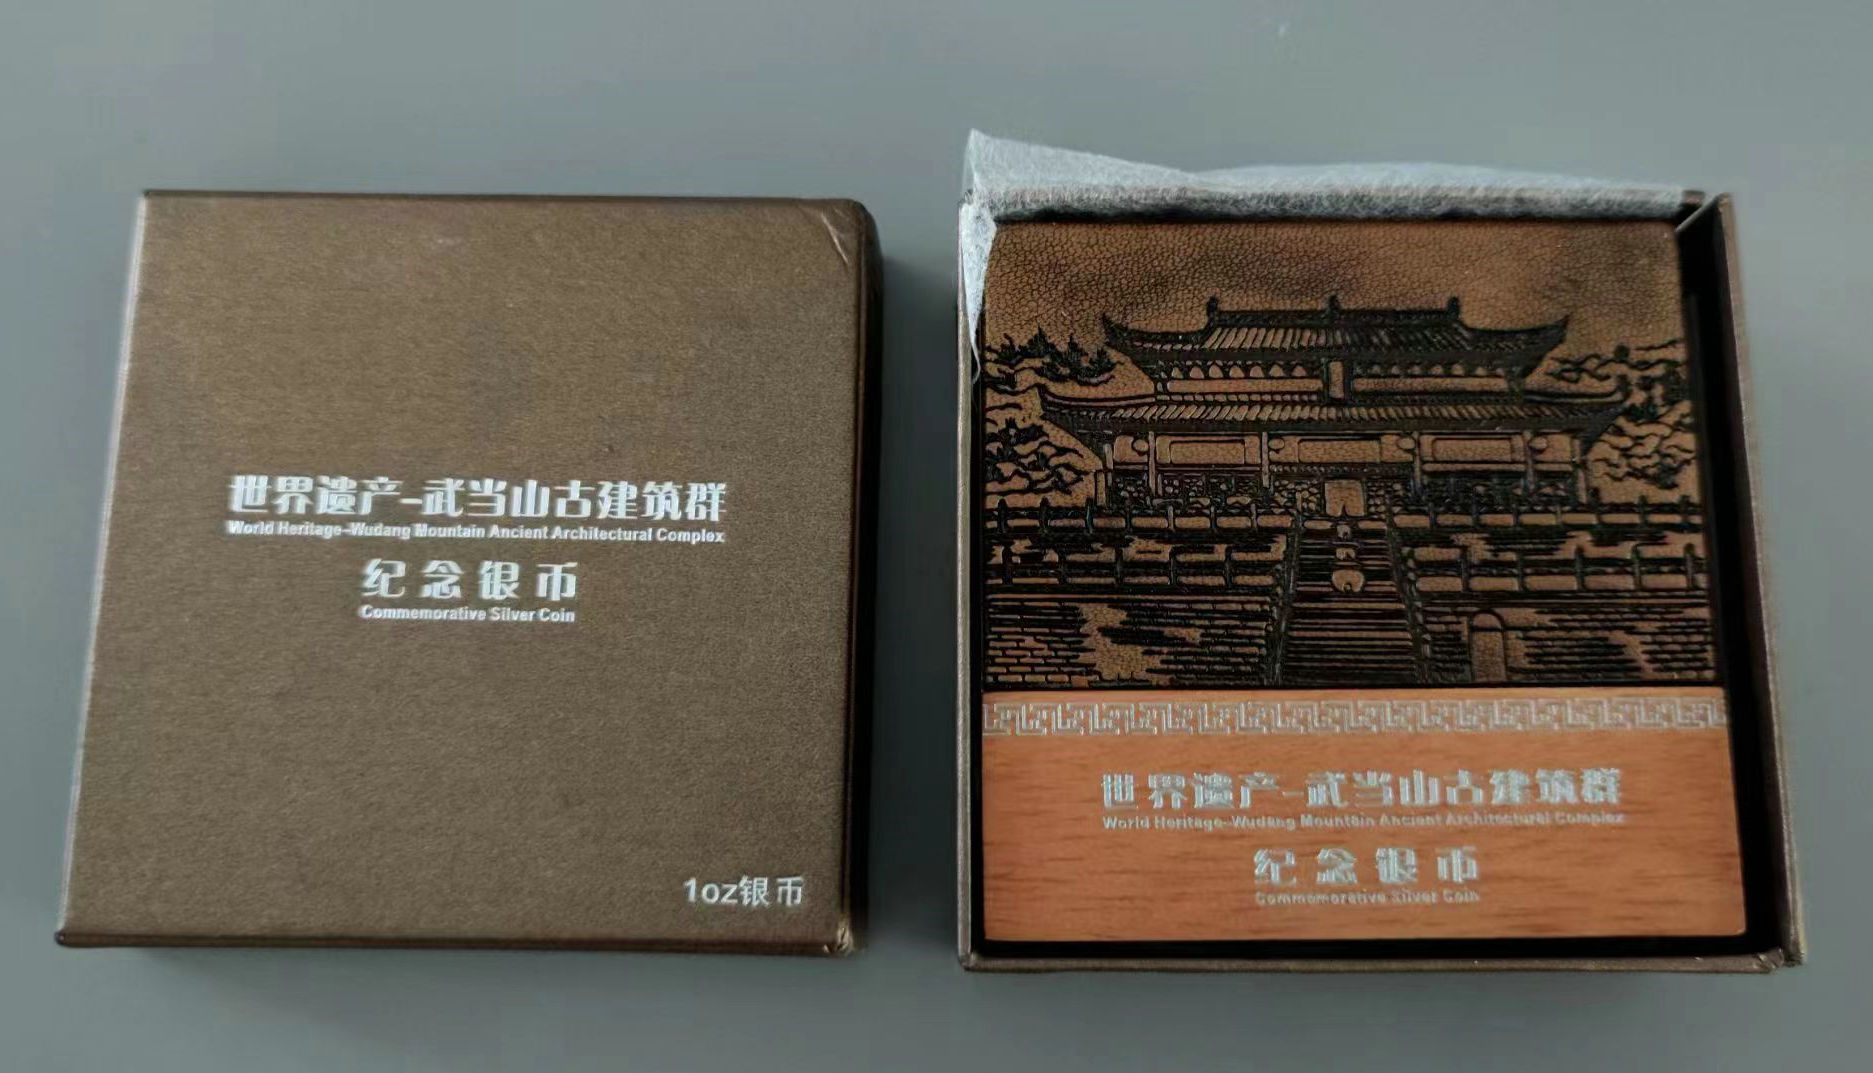 世界遗产-武当山古建筑群
World Heritage-Wudang Mountain Ancient Architectural Complex
纪念银币
Commemorative Silver Coin
1oz银币
世界遗产-武当山古建筑群
World Heritage-Wudang Mountain Ancient Architectural Complex
纪念银币
Commemorative Silver Coin